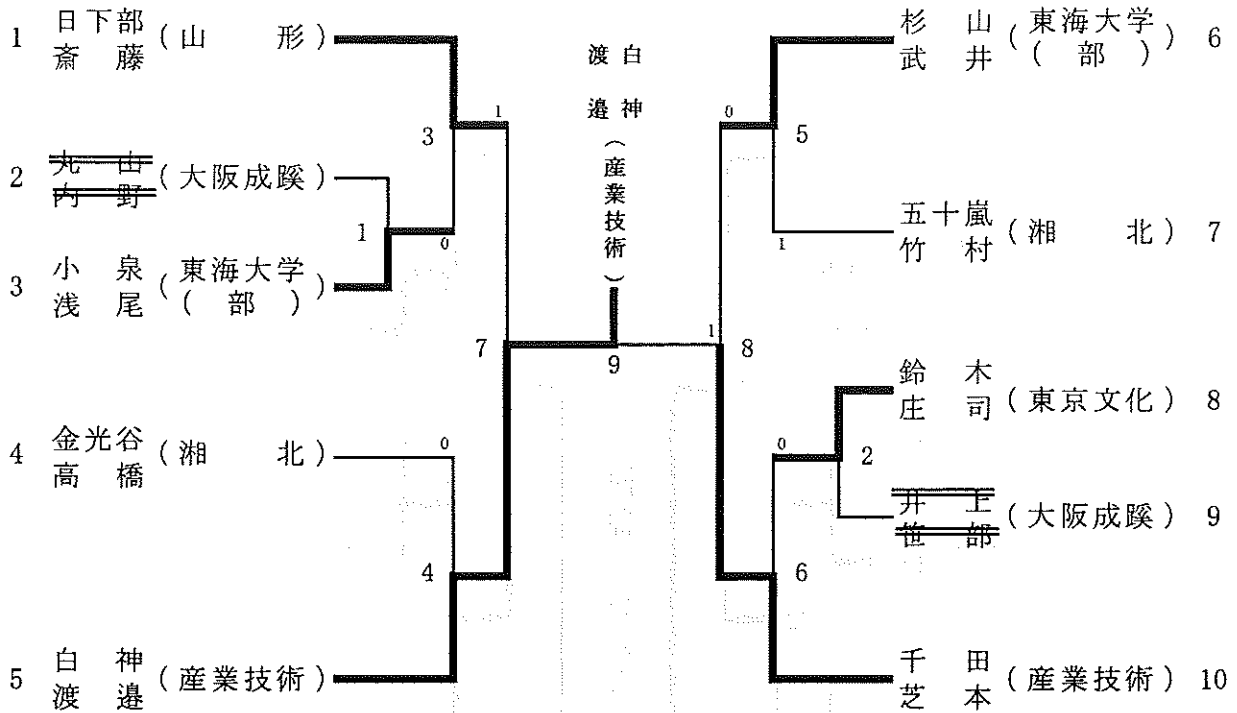 1 日下部 斎藤 (山形)
2 丸山 内野 (大阪成蹊)
3 小泉 浅尾 (東海大学(部))
4 金光谷 高橋 (湘北)
5 白神 渡邉 (産業技術)
3
1
1
0
7
0
4
白神
渡邉
(産業技術)
9
1
0
5
1
8
0
2
6
杉山 武井 (東海大学(部)) 6
五十嵐 竹村 (湘北) 7
鈴木 庄司 (東京文化) 8
井上 笹部 (大阪成蹊) 9
千田 芝本 (産業技術) 10